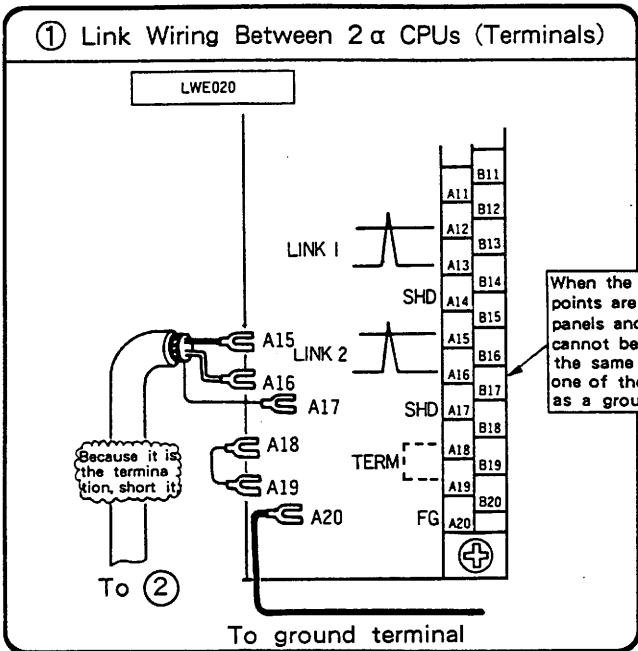 ① Link Wiring Between 2 α CPUs (Terminals)
LWE020
B11
A11
B12
A12
LINK 1
B13
A13
B14
SHD
A14
B15
When the
points are
panels and
cannot be
the same
one of the
as a grou
A15
LINK 2
A15
B16
A16
A16
B17
A17
SHD
A17
B18
A18
TERM
A18
B19
Because it is
the termina
tion, short it
A19
A19
B20
A20
FG
A20
To ②
To ground terminal